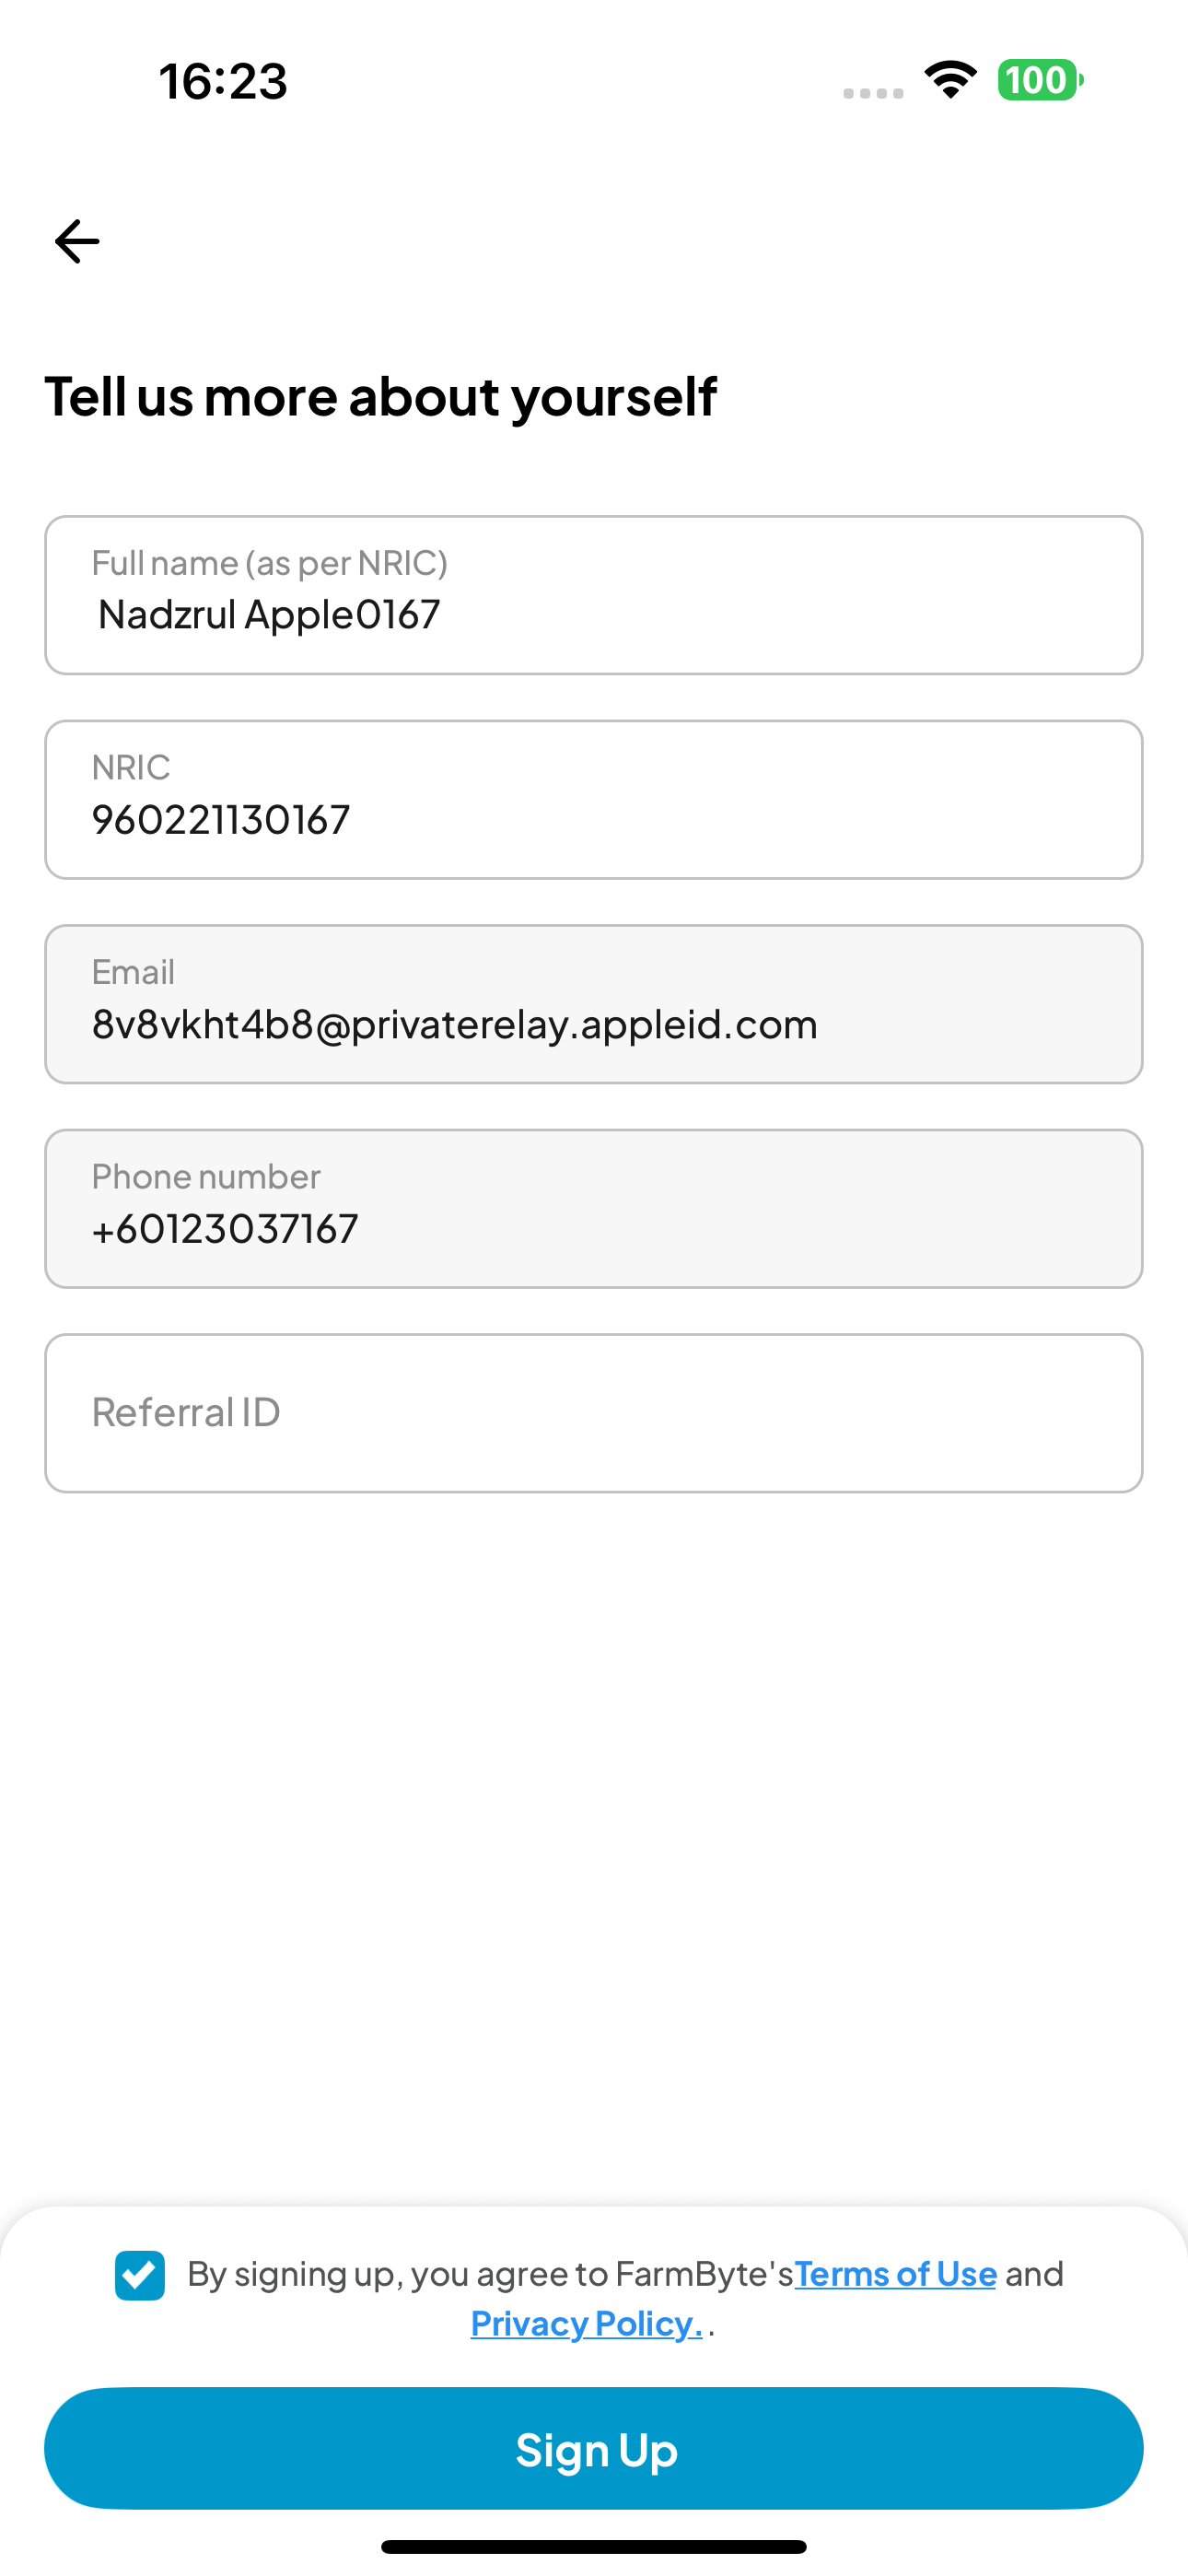 16:23
100
Tell us more about yourself
Full name (as per NRIC)
Nadzrul Apple0167
NRIC
960221130167
Email
8v8vkht4b8@privaterelay.appleid.com
Phone number
+60123037167
Referral ID
By signing up, you agree to FarmByte'sTerms of Use and
Privacy Policy. .
Sign Up